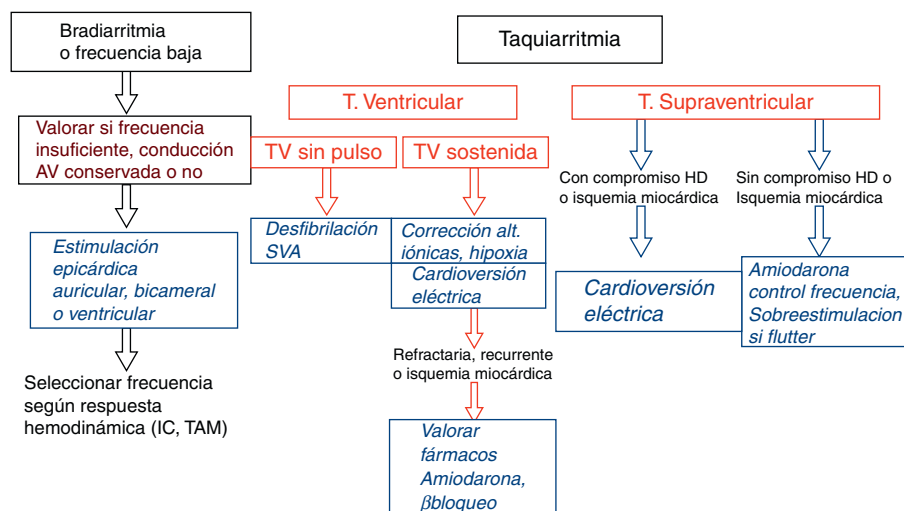 Bradiarritmia
o frecuencia baja
Valorar si frecuencia
insuficiente, conducción
AV conservada o no
Estimulación
epicárdica
auricular, bicameral
o ventricular
Seleccionar frecuencia
según respuesta
hemodinámica (IC, TAM)
Taquiarritmia
T. Ventricular
TV sin pulso
Desfibrilación
SVA
TV sostenida
Corrección alt.
iónicas, hipoxia
Cardioversión
eléctrica
Refractaria, recurrente
o isquemia miocárdica
Valorar
fármacos
Amiodarona,
βbloqueo
T. Supraventricular
Con compromiso HD
o isquemia miocárdica
Cardioversión
eléctrica
Sin compromiso HD o
Isquemia miocárdica
Amiodarona
control frecuencia,
Sobreestimulacion
si flutter